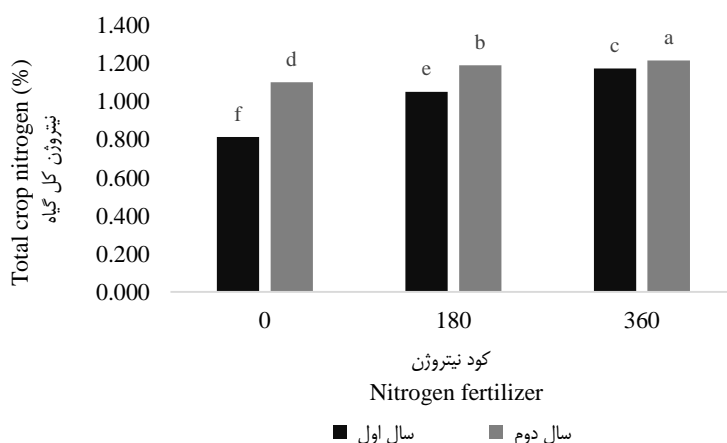 Total crop nitrogen (%)
نیتروژن کل گیاه
1.400
1.200
1.000
0.800
0.600
0.400
0.200
0.000
f
d
e
b
c
a
0
180
360
کود نیتروژن
Nitrogen fertilizer
سال اول
سال دوم